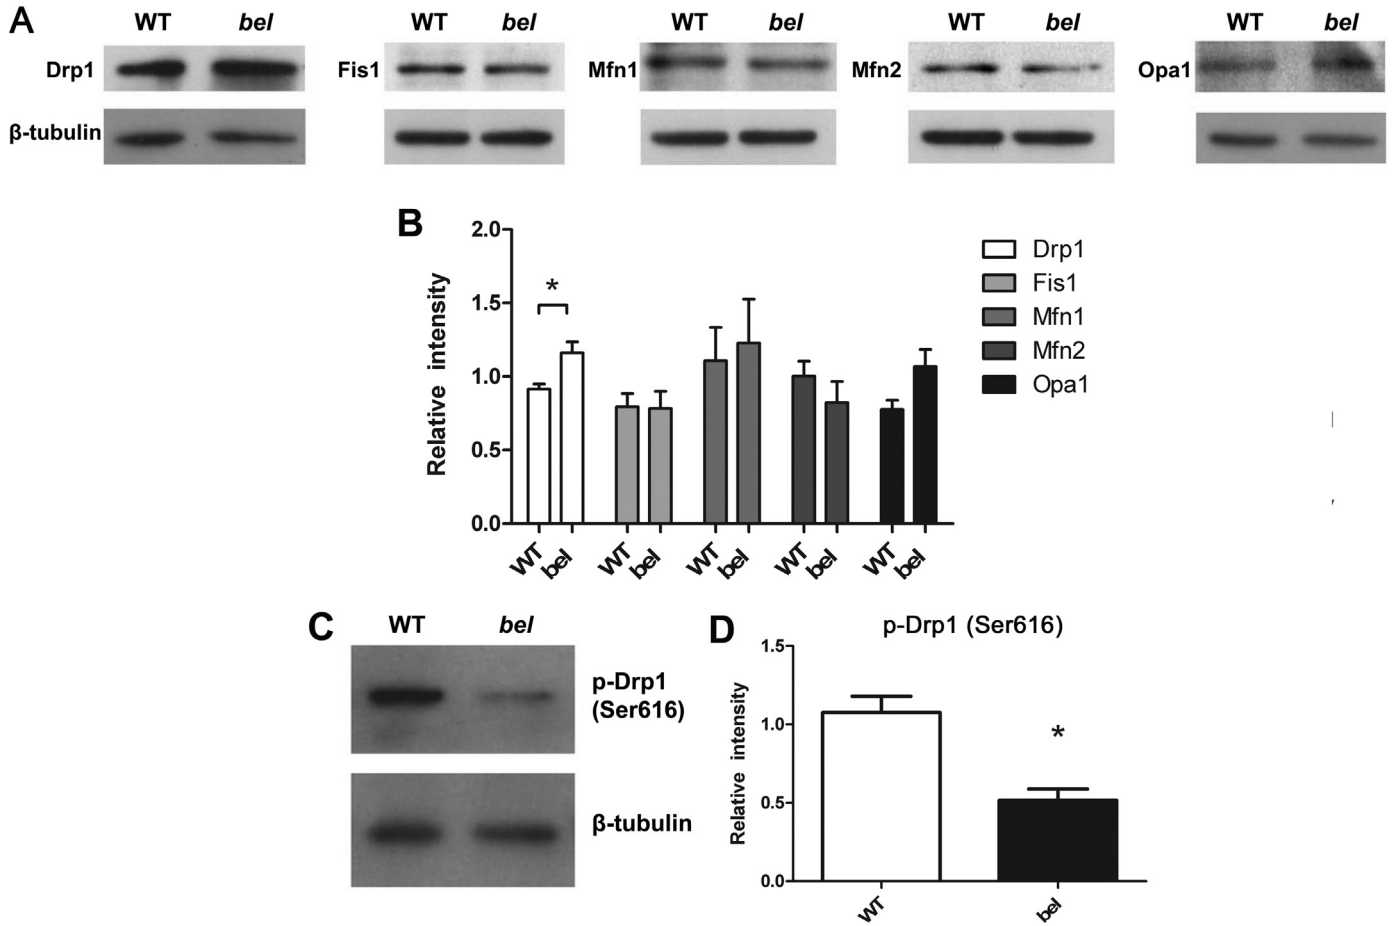 A
WT bel WT bel WT bel WT bel WT bel
Drp1 Fis1 Mfn1 Mfn2 Opa1
β-tubulin
B
Relative intensity
2.0
1.5
1.0
0.5
0.0
*
WT bel WT bel WT bel WT bel WT bel
Drp1
Fis1
Mfn1
Mfn2
Opa1
C
WT bel
p-Drp1
(Ser616)
β-tubulin
D
p-Drp1 (Ser616)
Relative intensity
1.5
1.0
0.5
0.0
*
WT bel